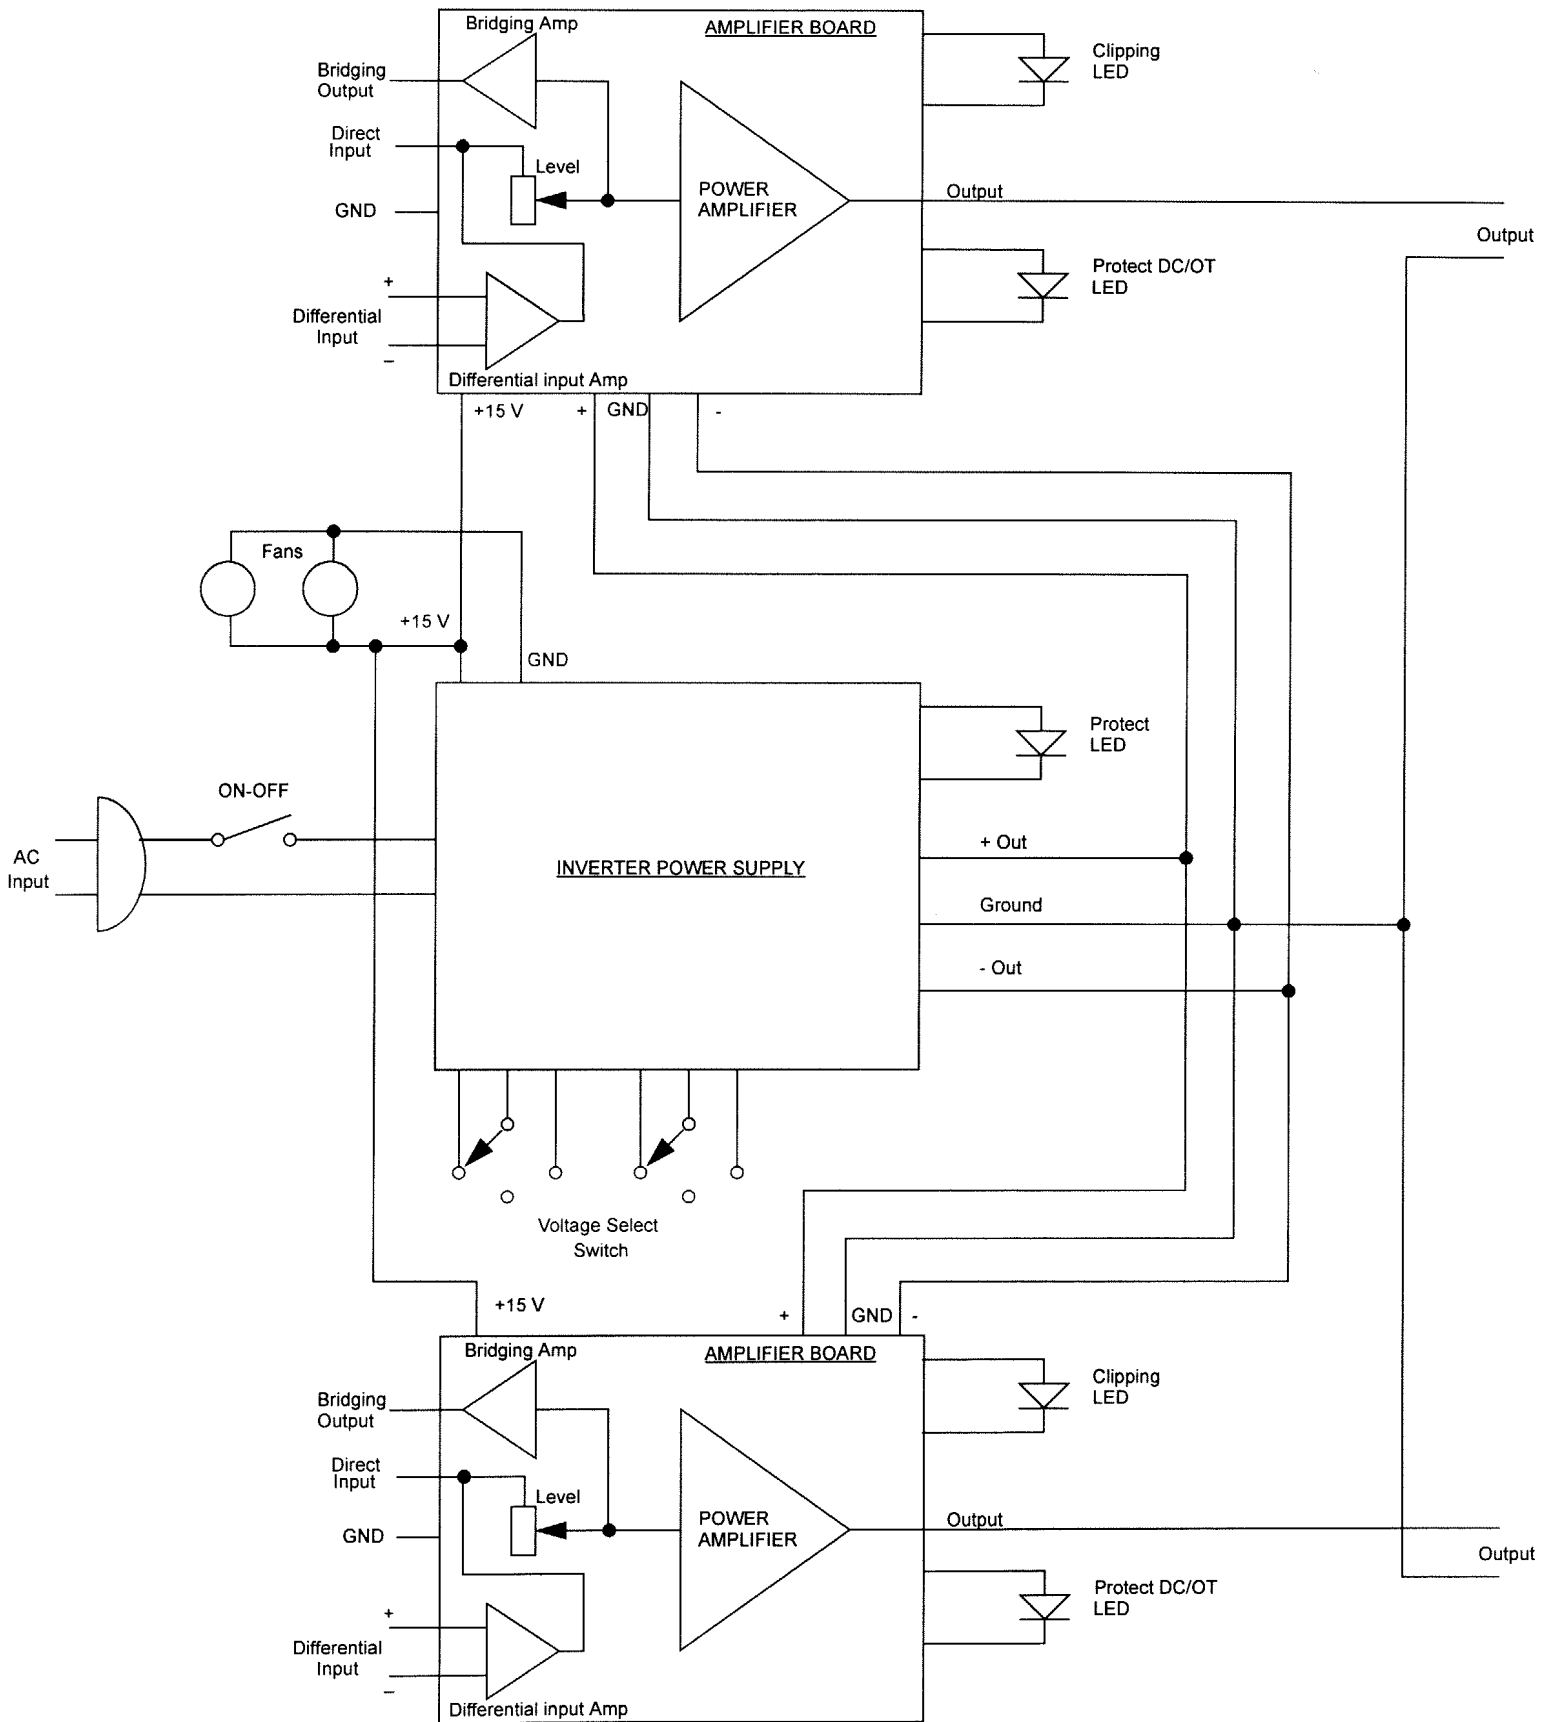 Bridging Amp
AMPLIFIER BOARD
Clipping
LED
Bridging
Output
Direct
Input
Level
POWER
AMPLIFIER
Output
GND
Output
+
Protect DC/OT
LED
Differential
Input
–
Differential input Amp
+15 V
+
GND
-
Fans
+15 V
GND
Protect
LED
ON-OFF
+ Out
AC
Input
INVERTER POWER SUPPLY
Ground
- Out
Voltage Select
Switch
+15 V
+
GND
-
Bridging Amp
AMPLIFIER BOARD
Clipping
LED
Bridging
Output
Direct
Input
Level
POWER
AMPLIFIER
Output
GND
Output
Protect DC/OT
LED
+
Differential
Input
–
Differential input Amp